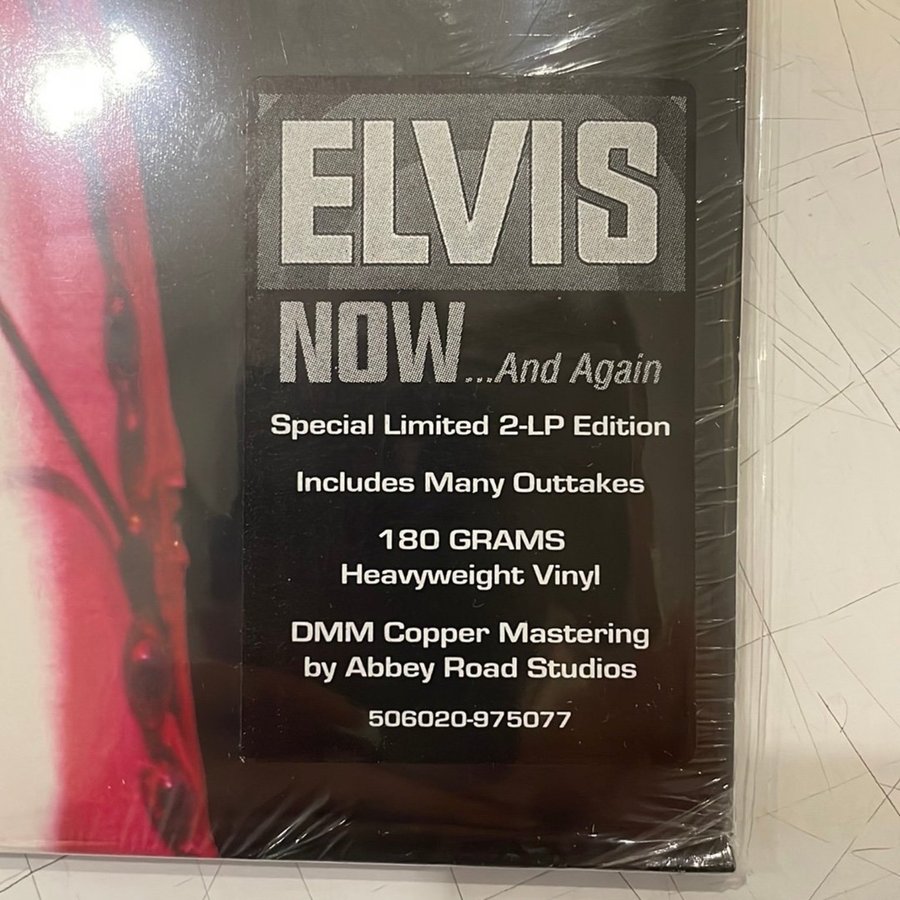 ELVIS
NOW...And Again
Special Limited 2-LP Edition
Includes Many Outtakes
180 GRAMS
Heavyweight Vinyl
DMM Copper Mastering
by Abbey Road Studios
506020-975077